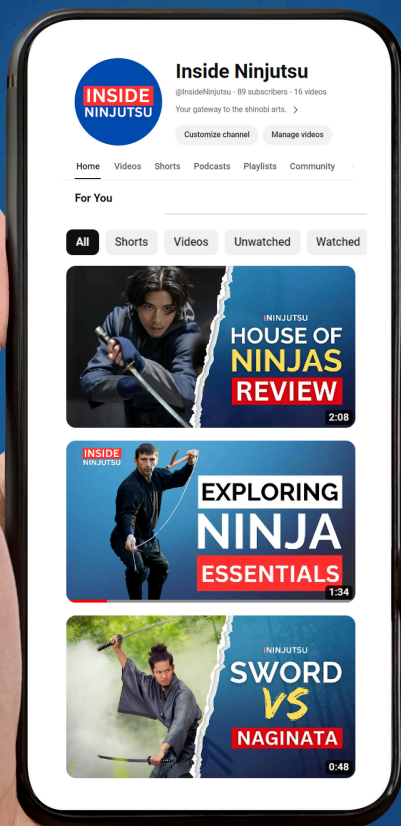 INSIDE
NINJUTSU
Inside Ninjutsu
@InsideNinjutsu · 89 subscribers · 16 videos
Your gateway to the shinobi arts. >
Customize channel
Manage videos
Home Videos Shorts Podcasts Playlists Community
For You
All Shorts Videos Unwatched Watched
ININJUTSU
HOUSE OF
NINJAS
REVIEW
2:08
INSIDE
NINJUTSU
EXPLORING
NINJA
ESSENTIALS
1:34
ININJUTSU
SWORD
VS
NAGINATA
0:48